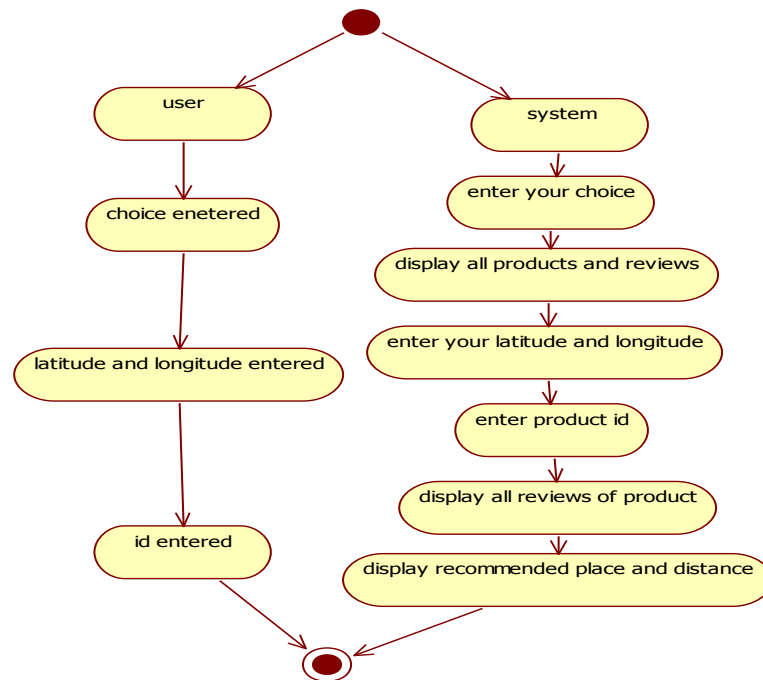 user
choice enetered
latitude and longitude entered
id entered
system
enter your choice
display all products and reviews
enter your latitude and longitude
enter product id
display all reviews of product
display recommended place and distance